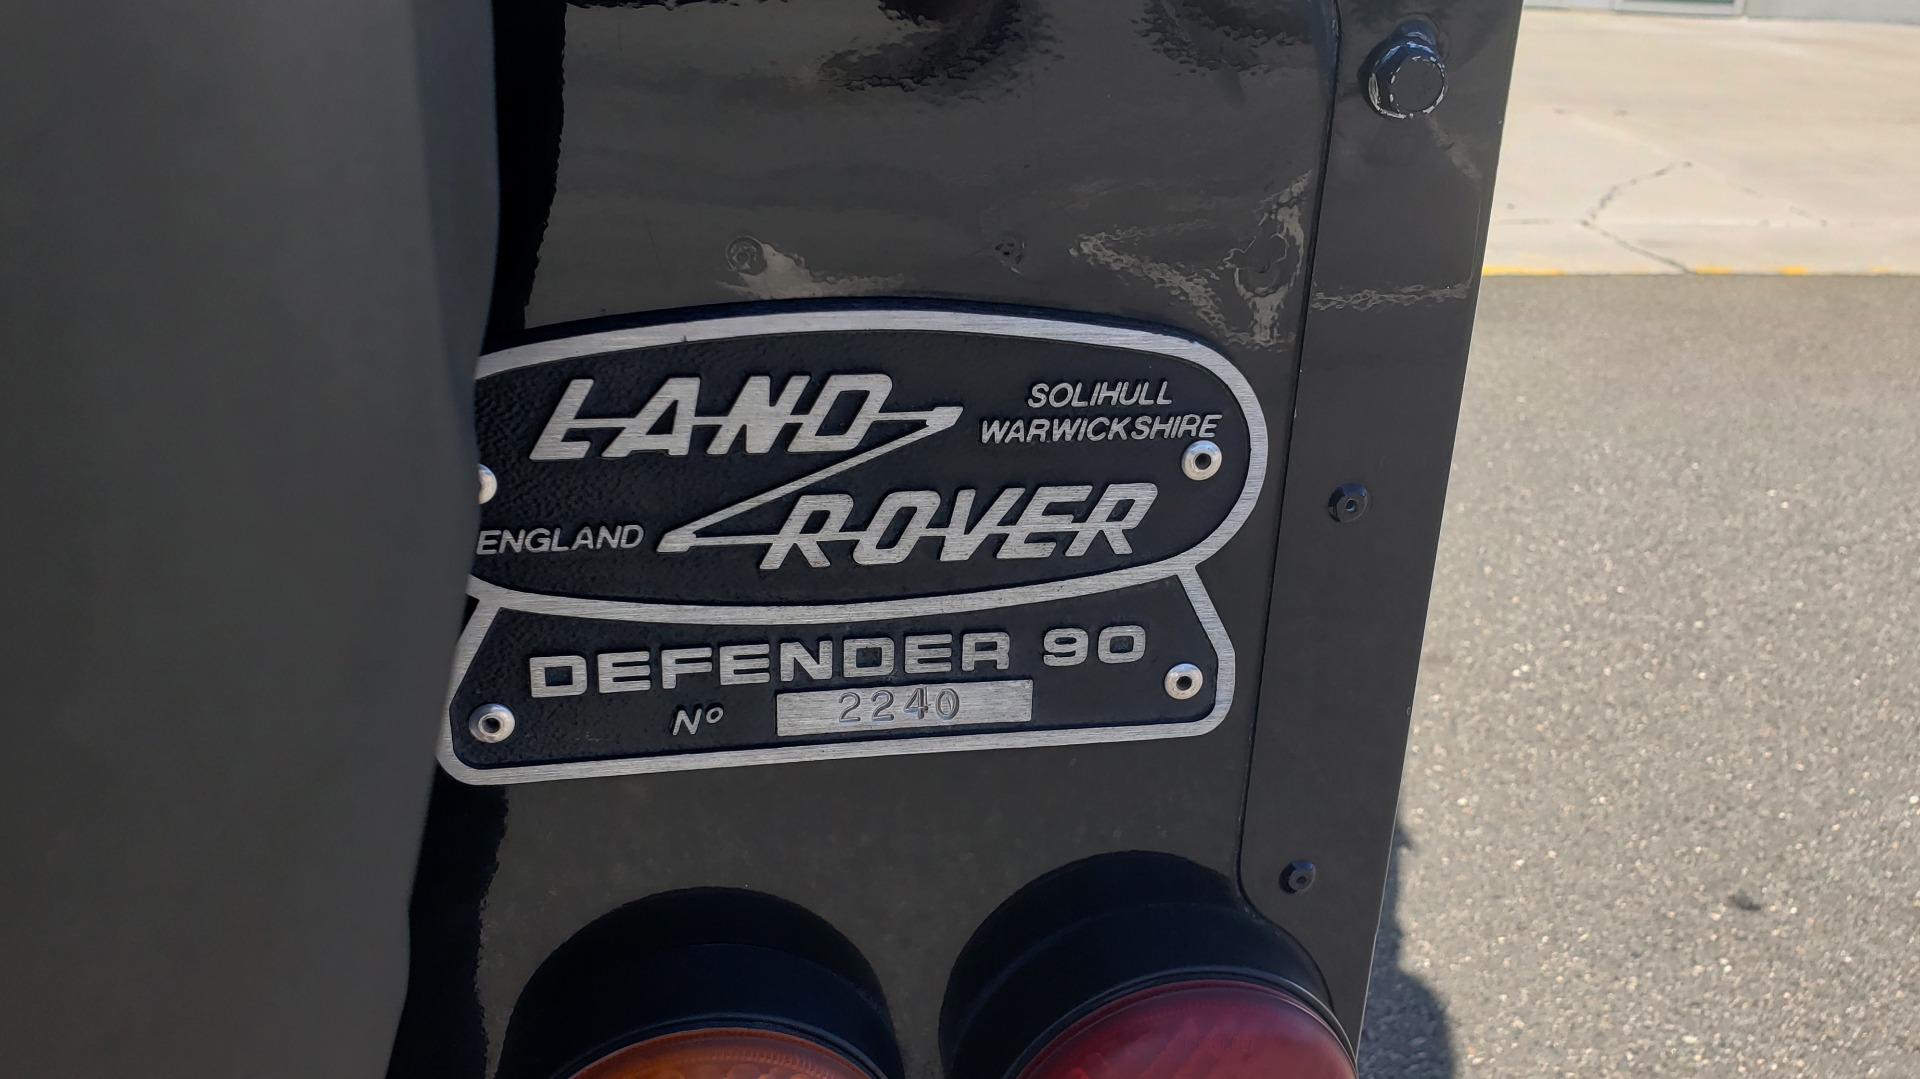 LAND
ROVER
SOLIHULL
WARWICKSHIRE
ENGLAND
DEFENDER 90
Nº 2240